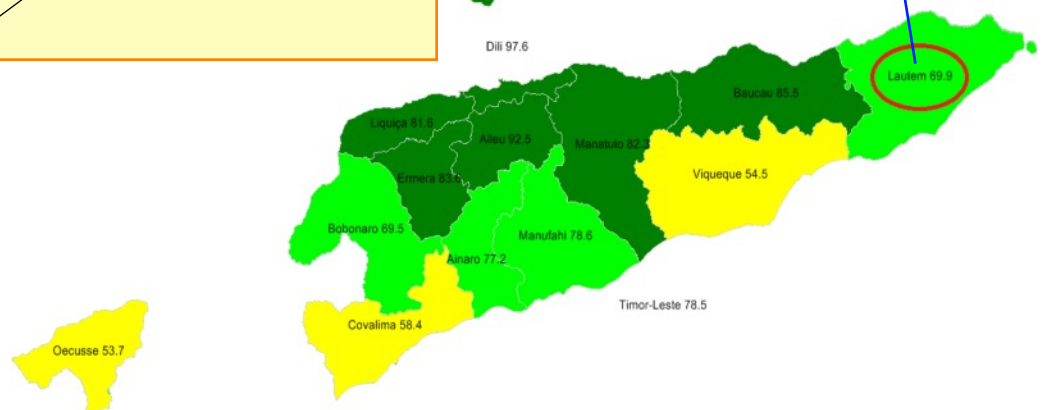 Dili 97.6
Lautem 69.9
Baucau 85.5
Liquiça 81.6
Aileu 92.5
Manatuto 82.3
Ermera 83.6
Viqueque 54.5
Bobonaro 69.5
Manufahi 78.6
Ainaro 77.2
Timor-Leste 78.5
Covalima 58.4
Oecusse 53.7